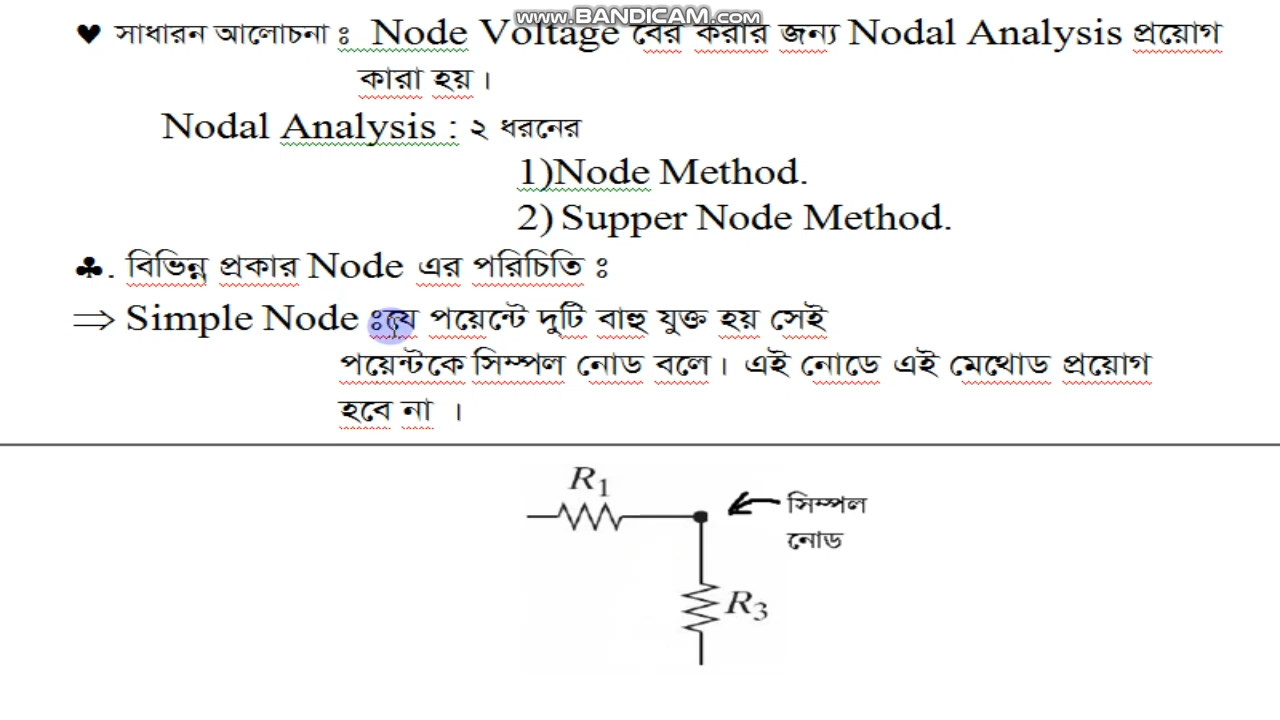 www.BANDICAM.com
♥ সাধারন আলোচনা ঃ Node Voltage বের করার জন্য Nodal Analysis প্রয়োগ
কারা হয়।
Nodal Analysis : ২ ধরনের
1)Node Method.
2) Supper Node Method.
♣. বিভিন্ন প্রকার Node এর পরিচিতি ঃ
⇒ Simple Node ঃযে পয়েন্টে দুটি বাহু যুক্ত হয় সেই
পয়েন্টকে সিম্পল নোড বলে। এই নোডে এই মেথোড প্রয়োগ
হবে না ।
R1
সিম্পল
নোড
R3